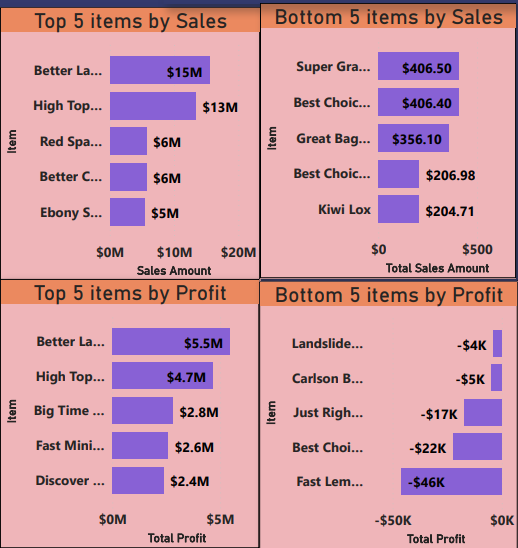 Top 5 items by Sales
Item
Better La...
$15M
High Top...
$13M
Red Spa...
$6M
Better C...
$6M
Ebony S...
$5M
$0M
$10M
$20M
Sales Amount
Bottom 5 items by Sales
Item
Super Gra...
$406.50
Best Choic...
$406.40
Great Bag...
$356.10
Best Choic...
$206.98
Kiwi Lox
$204.71
$0
$500
Total Sales Amount
Top 5 items by Profit
Item
Better La...
$5.5M
High Top...
$4.7M
Big Time ...
$2.8M
Fast Mini...
$2.6M
Discover ...
$2.4M
$0M
$5M
Total Profit
Bottom 5 items by Profit
Item
Landslide...
-$4K
Carlson B...
-$5K
Just Righ...
-$17K
Best Choi...
-$22K
Fast Lem...
-$46K
-$50K
$0K
Total Profit